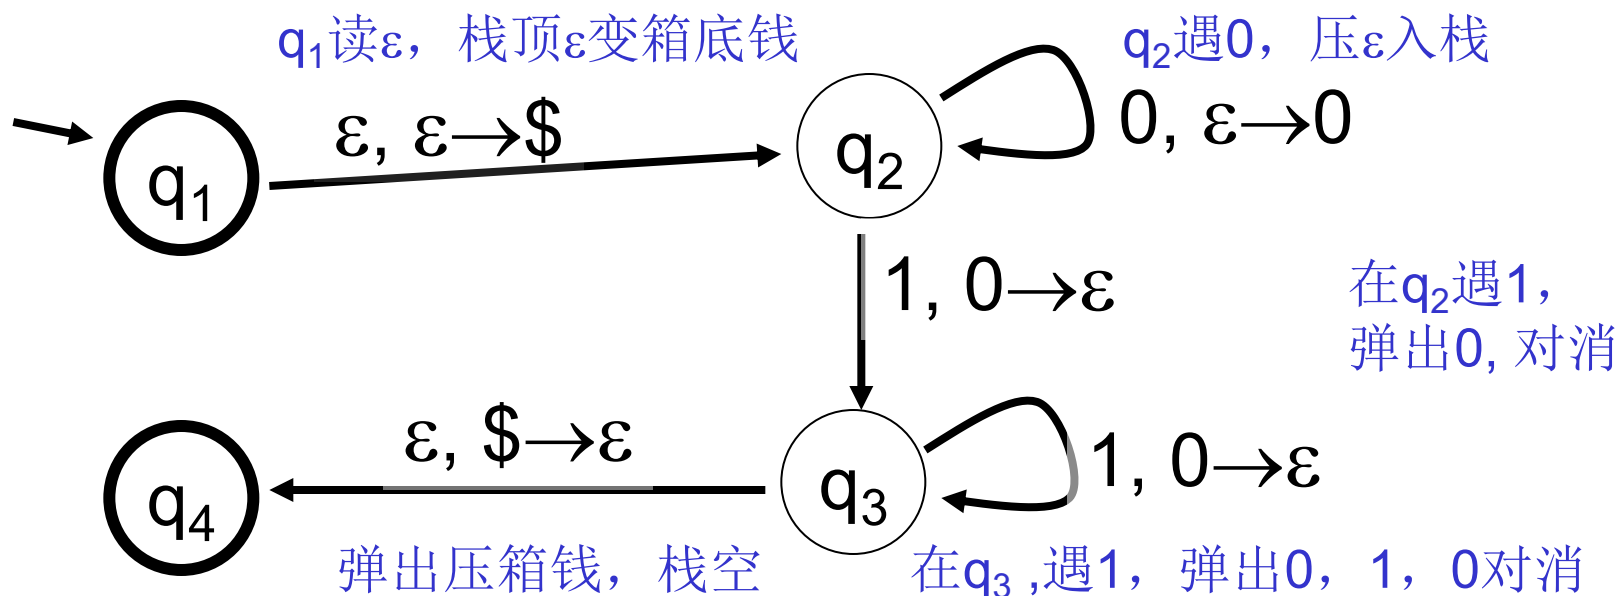 q₁读ε，栈顶ε变箱底钱
q₂遇0，压ε入栈
ε, ε→$
0, ε→0
q₁
q₂
1, 0→ε
在q₂遇1，
弹出0, 对消
ε, $→ε
1, 0→ε
q₄
q₃
弹出压箱钱，栈空
在q₃ ,遇1，弹出0，1，0对消